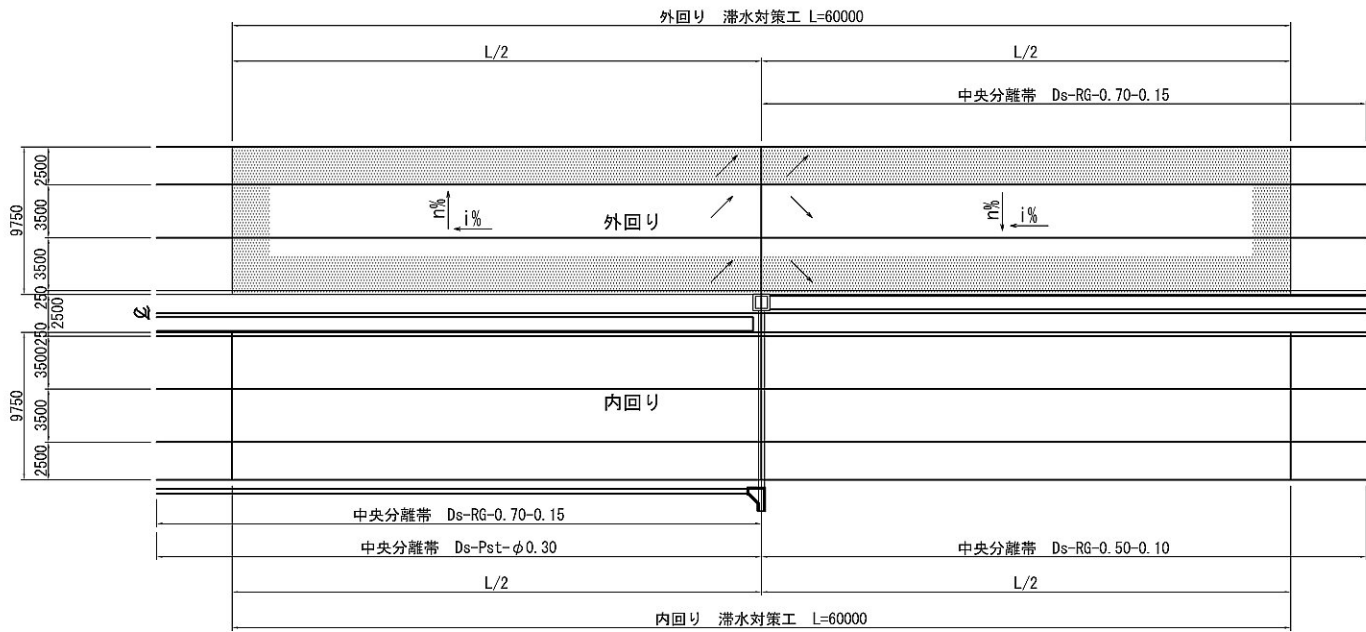 外回り 滞水対策工 L=60000
L/2
L/2
中央分離帯 Ds-RG-0.70-0.15
2500
9750
3500
n%
i%
外回り
n%
i%
3500
250
2500
250
3500
9750
3500
内回り
2500
中央分離帯 Ds-RG-0.70-0.15
中央分離帯 Ds-Pst-φ0.30
中央分離帯 Ds-RG-0.50-0.10
L/2
L/2
内回り 滞水対策工 L=60000